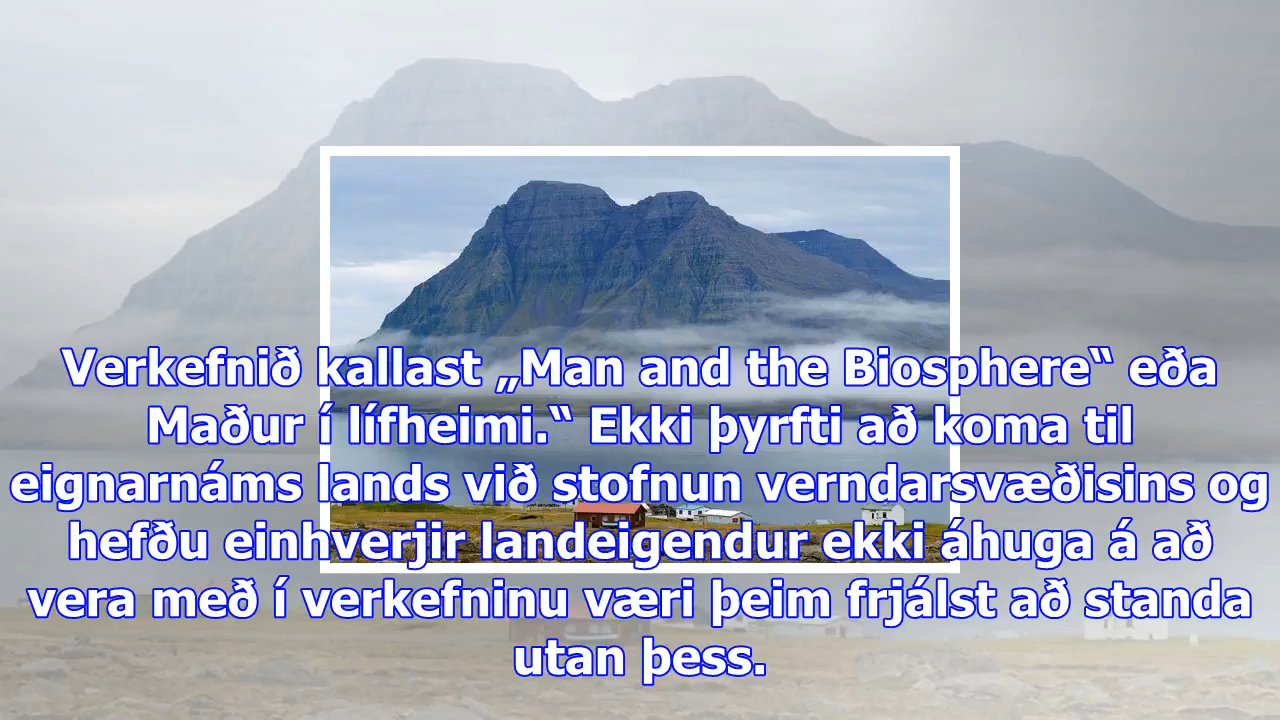 Verkefnið kallast „Man and the Biosphere“ eða
Maður í lífheimi.“ Ekki þyrfti að koma til
eignarnáms lands við stofnun verndarsvæðisins og
hefðu einhverjir landeigendur ekki áhuga á að
vera með í verkefninu væri þeim frjálst að standa
utan þess.